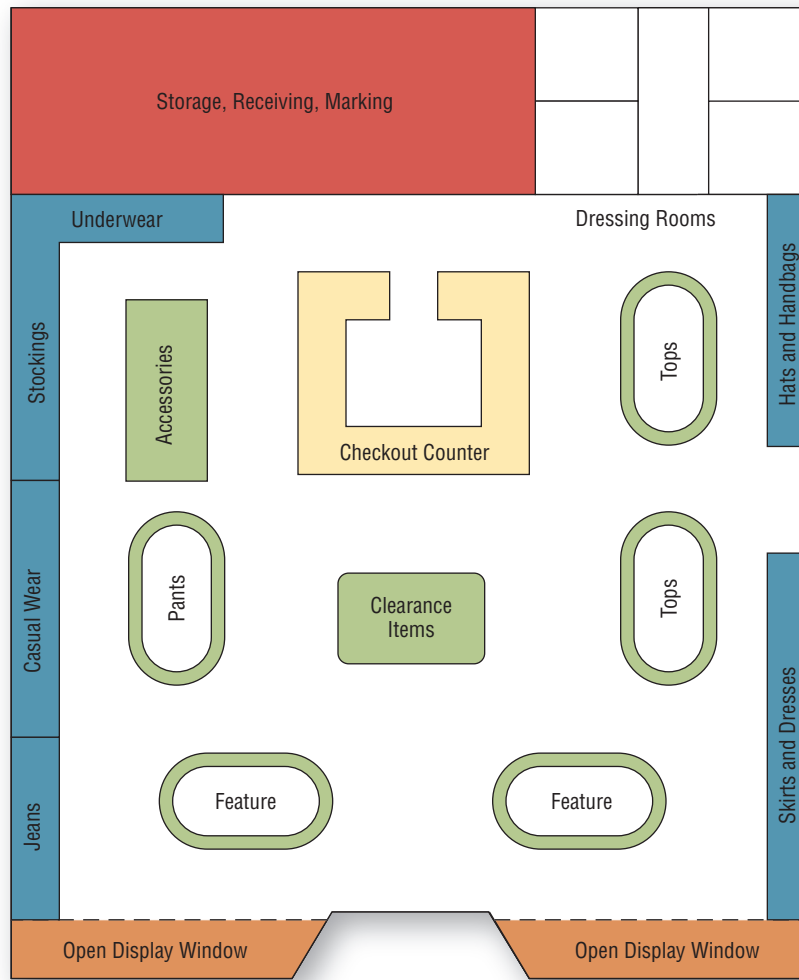 Storage, Receiving, Marking
Underwear
Dressing Rooms
Stockings
Accessories
Checkout Counter
Tops
Hats and Handbags
Casual Wear
Pants
Clearance
Items
Tops
Skirts and Dresses
Jeans
Feature
Feature
Open Display Window
Open Display Window